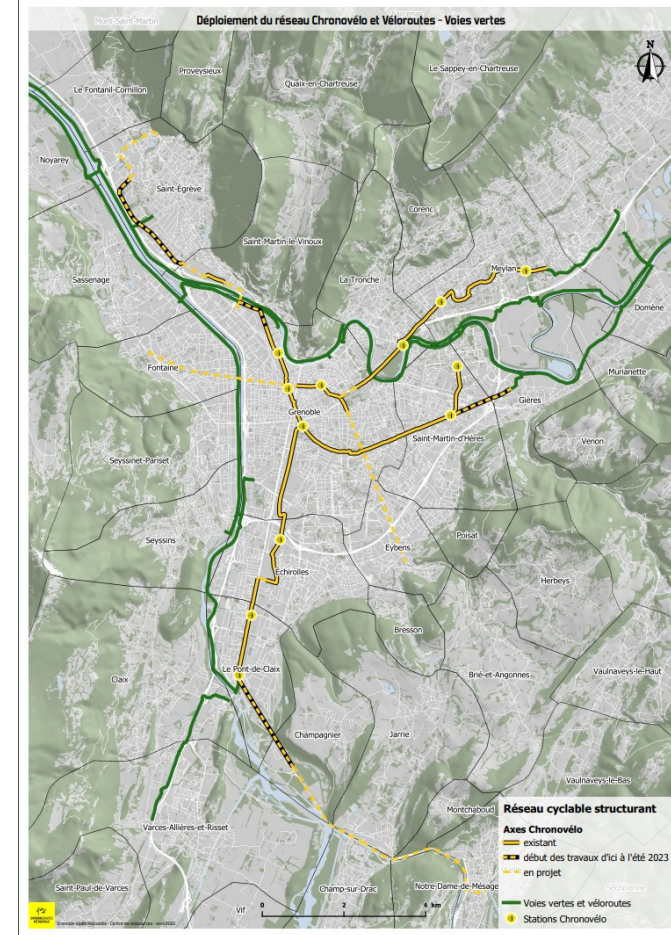 Déploiement du réseau Chronovélo et Véloroutes - Voies vertes
Mont-Saint-Martin
N
Le Sappey-en-Chartreuse
Proveysieux
Quaix-en-Chartreuse
Le Fontanil-Cornillon
Noyarey
Saint-Égrève
Corenc
Saint-Martin-le-Vinoux
Meylan
Sassenage
La Tronche
Domène
Fontaine
Murianette
Gières
Grenoble
Saint-Martin-d'Hères
Venon
Seyssinet-Pariset
Seyssins
Poisat
Eybens
Échirolles
Herbeys
Bresson
Le Pont-de-Claix
Brié-et-Angonnes
Vaulnaveys-le-Haut
Claix
Champagnier
Jarrie
Vaulnaveys-le-Bas
Montchaboud
Varces-Allières-et-Risset
Saint-Paul-de-Varces
Champ-sur-Drac
Notre-Dame-de-Mésage
Séchilienne
Vif
0 2 4 km
Réseau cyclable structurant
Axes Chronovélo
existant
début des travaux d'ici à l'été 2023
en projet
Voies vertes et véloroutes
Stations Chronovélo